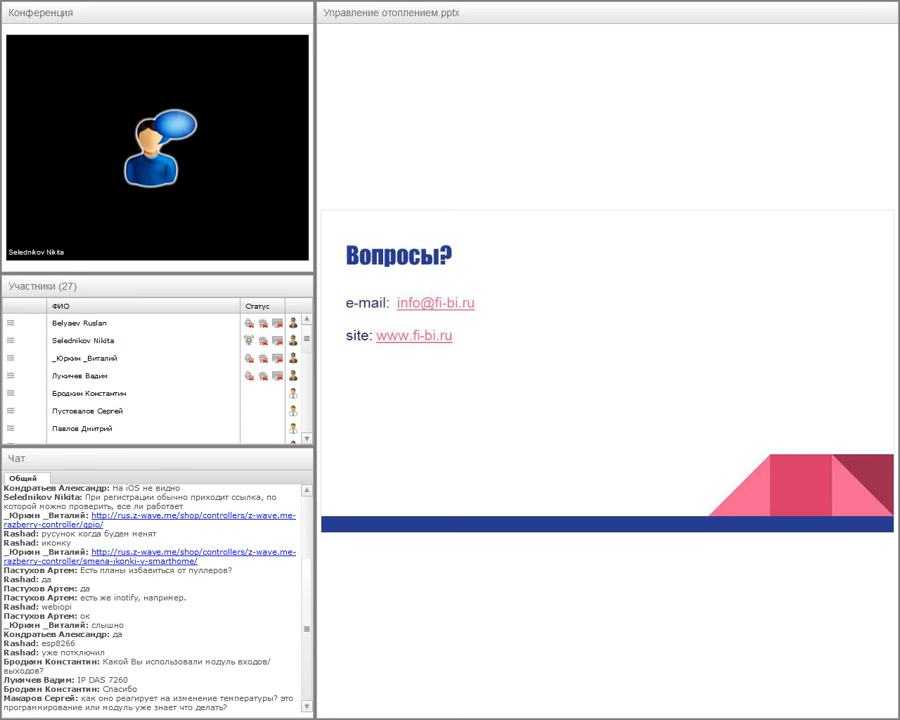 Конференция
Selednikov Nikita
Участники (27)
ФИО Статус
Belyaev Ruslan
Selednikov Nikita
_Юркин _Виталий
Лукичев Вадим
Бродкин Константин
Пустовалов Сергей
Павлов Дмитрий
Чат
Общий
Кондратьев Александр: На iOS не видно
Selednikov Nikita: При регистрации обычно приходит ссылка, по
которой можно проверить, все ли работает
_Юркин _Виталий: http://rus.z-wave.me/shop/controllers/z-wave.me-
razberry-controller/gpio/
Rashad: русунок когда будем менят
Rashad: иконку
_Юркин _Виталий: http://rus.z-wave.me/shop/controllers/z-wave.me-
razberry-controller/smena-ikonki-v-smarthome/
Пастухов Артем: Есть планы избавиться от пуллеров?
Rashad: да
Пастухов Артем: да
Пастухов Артем: есть же inotify, например.
Rashad: webiopi
Пастухов Артем: ок
_Юркин _Виталий: слышно
Кондратьев Александр: да
Rashad: esp8266
Rashad: уже потключил
Бродкин Константин: Какой Вы использовали модуль входов/
выходов?
Лукичев Вадим: IP DAS 7260
Бродкин Константин: Спасибо
Макаров Сергей: как оно реагирует на изменение температуры? это
программирование или модуль уже знает что делать?
Управление отоплением.pptx
Вопросы?
e-mail: info@fi-bi.ru
site: www.fi-bi.ru